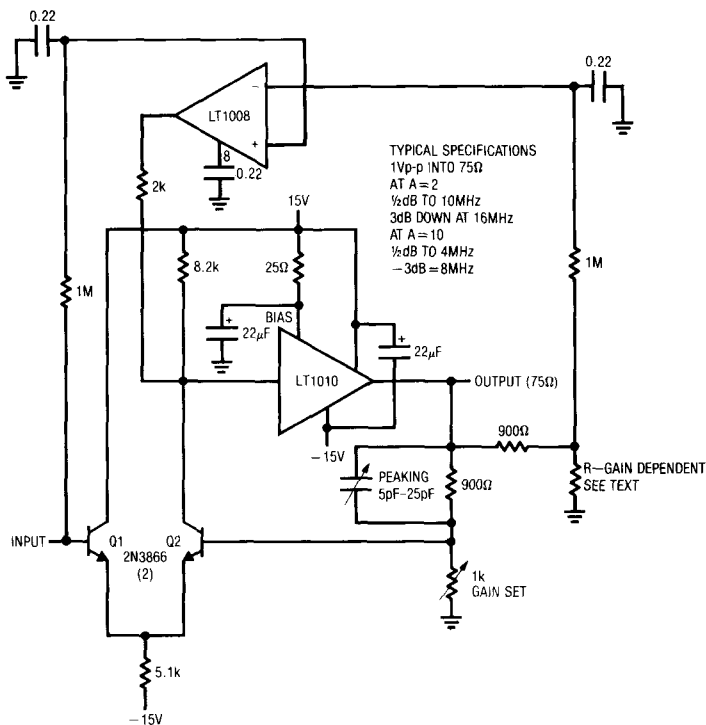 0.22
0.22
LT1008
−
+
8
0.22
2k
TYPICAL SPECIFICATIONS
1Vp-p INTO 75Ω
AT A = 2
½dB TO 10MHz
3dB DOWN AT 16MHz
AT A = 10
½dB TO 4MHz
−3dB = 8MHz
15V
1M
8.2k
25Ω
1M
BIAS
+
22µF
+
22µF
LT1010
OUTPUT (75Ω)
−15V
900Ω
PEAKING
5pF–25pF
900Ω
R—GAIN DEPENDENT
SEE TEXT
INPUT
Q1
Q2
2N3866
(2)
1k
GAIN SET
5.1k
−15V